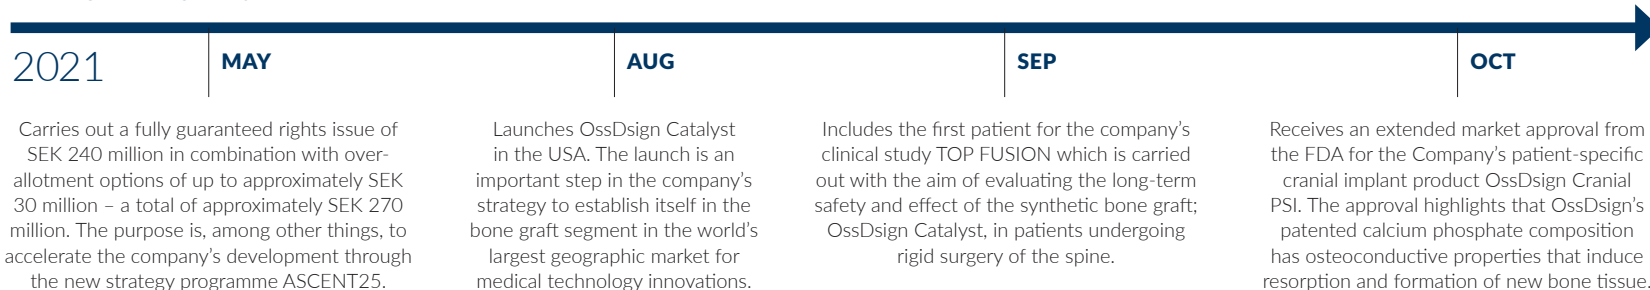 2021
MAY
Carries out a fully guaranteed rights issue of
SEK 240 million in combination with over-
allotment options of up to approximately SEK
30 million – a total of approximately SEK 270
million. The purpose is, among other things, to
accelerate the company's development through
the new strategy programme ASCENT25.
AUG
Launches OssDsign Catalyst
in the USA. The launch is an
important step in the company's
strategy to establish itself in the
bone graft segment in the world's
largest geographic market for
medical technology innovations.
SEP
Includes the first patient for the company's
clinical study TOP FUSION which is carried
out with the aim of evaluating the long-term
safety and effect of the synthetic bone graft;
OssDsign Catalyst, in patients undergoing
rigid surgery of the spine.
OCT
Receives an extended market approval from
the FDA for the Company's patient-specific
cranial implant product OssDsign Cranial
PSI. The approval highlights that OssDsign's
patented calcium phosphate composition
has osteoconductive properties that induce
resorption and formation of new bone tissue.